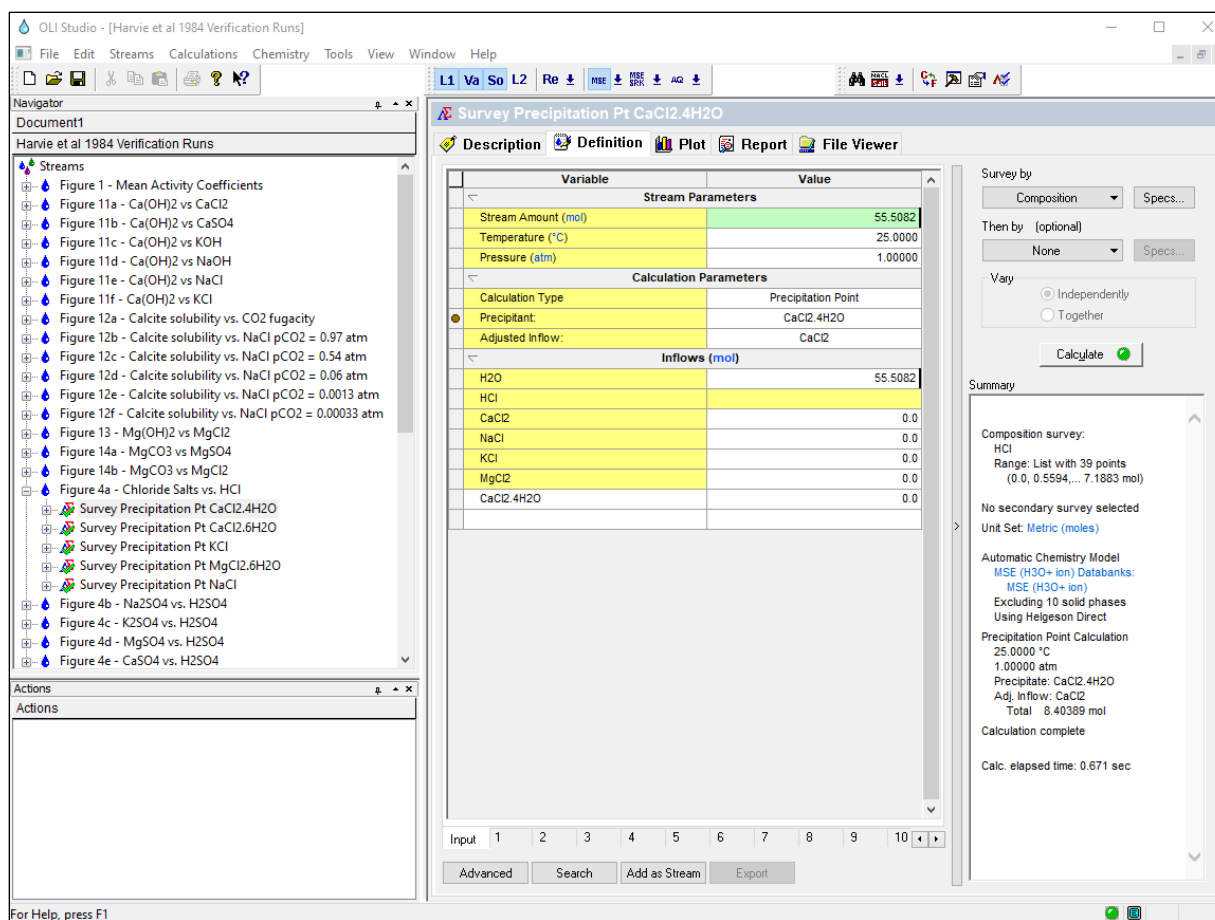 OLI Studio - [Harvie et al 1984 Verification Runs]
File Edit Streams Calculations Chemistry Tools View Window Help
L1 Va So L2 Re MSE MSE SRK AQ
Navigator
Document1
Harvie et al 1984 Verification Runs
Streams
Figure 1 - Mean Activity Coefficients
Figure 11a - Ca(OH)2 vs CaCl2
Figure 11b - Ca(OH)2 vs CaSO4
Figure 11c - Ca(OH)2 vs KOH
Figure 11d - Ca(OH)2 vs NaOH
Figure 11e - Ca(OH)2 vs NaCl
Figure 11f - Ca(OH)2 vs KCl
Figure 12a - Calcite solubility vs. CO2 fugacity
Figure 12b - Calcite solubility vs. NaCl pCO2 = 0.97 atm
Figure 12c - Calcite solubility vs. NaCl pCO2 = 0.54 atm
Figure 12d - Calcite solubility vs. NaCl pCO2 = 0.06 atm
Figure 12e - Calcite solubility vs. NaCl pCO2 = 0.0013 atm
Figure 12f - Calcite solubility vs. NaCl pCO2 = 0.00033 atm
Figure 13 - Mg(OH)2 vs MgCl2
Figure 14a - MgCO3 vs MgSO4
Figure 14b - MgCO3 vs MgCl2
Figure 4a - Chloride Salts vs. HCl
Survey Precipitation Pt CaCl2.4H2O
Survey Precipitation Pt CaCl2.6H2O
Survey Precipitation Pt KCl
Survey Precipitation Pt MgCl2.6H2O
Survey Precipitation Pt NaCl
Figure 4b - Na2SO4 vs. H2SO4
Figure 4c - K2SO4 vs. H2SO4
Figure 4d - MgSO4 vs. H2SO4
Figure 4e - CaSO4 vs. H2SO4
Actions
Actions
Survey Precipitation Pt CaCl2.4H2O
Description Definition Plot Report File Viewer
Variable Value
Stream Parameters
Stream Amount (mol) 55.5082
Temperature (°C) 25.0000
Pressure (atm) 1.00000
Calculation Parameters
Calculation Type Precipitation Point
Precipitant: CaCl2.4H2O
Adjusted Inflow: CaCl2
Inflows (mol)
H2O 55.5082
HCl
CaCl2 0.0
NaCl 0.0
KCl 0.0
MgCl2 0.0
CaCl2.4H2O 0.0
Input 1 2 3 4 5 6 7 8 9 10
Advanced Search Add as Stream Export
Survey by
Composition Specs...
Then by (optional)
None Specs...
Vary
Independently
Together
Calculate
Summary
Composition survey:
HCl
Range: List with 39 points
(0.0, 0.5594,... 7.1883 mol)
No secondary survey selected
Unit Set: Metric (moles)
Automatic Chemistry Model
MSE (H3O+ ion) Databanks:
MSE (H3O+ ion)
Excluding 10 solid phases
Using Helgeson Direct
Precipitation Point Calculation
25.0000 °C
1.00000 atm
Precipitate: CaCl2.4H2O
Adj. Inflow: CaCl2
Total 8.40389 mol
Calculation complete
Calc. elapsed time: 0.671 sec
For Help, press F1